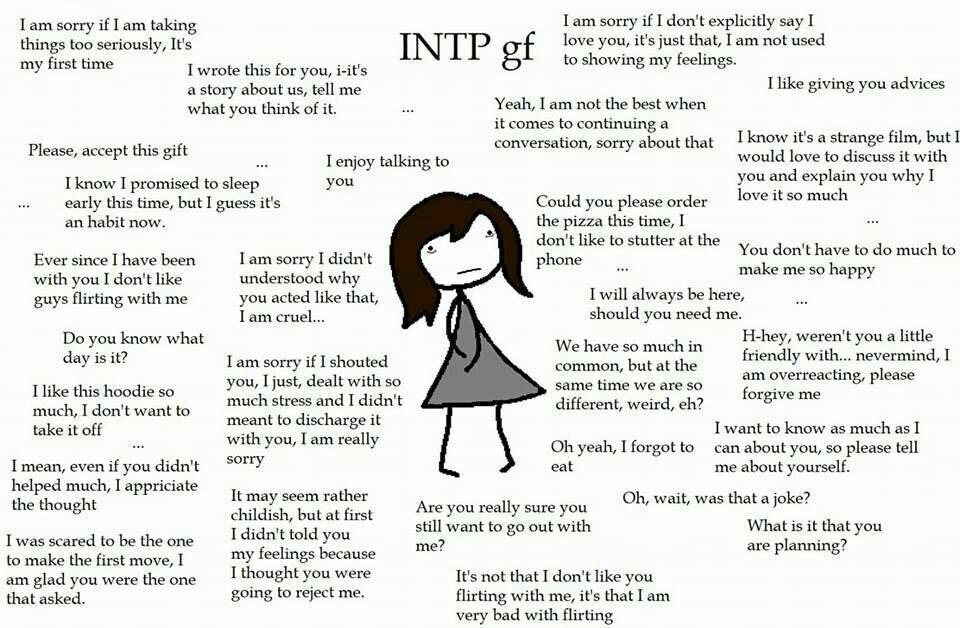 INTP gf
I am sorry if I am taking
things too seriously, It's
my first time
I wrote this for you, i-it's
a story about us, tell me
what you think of it.
...
I am sorry if I don't explicitly say I
love you, it's just that, I am not used
to showing my feelings.
I like giving you advices
Yeah, I am not the best when
it comes to continuing a
conversation, sorry about that
I know it's a strange film, but I
would love to discuss it with
you and explain you why I
love it so much
...
Please, accept this gift
...
I enjoy talking to
you
...
I know I promised to sleep
early this time, but I guess it's
an habit now.
Could you please order
the pizza this time, I
don't like to stutter at the
phone
...
You don't have to do much to
make me so happy
...
Ever since I have been
with you I don't like
guys flirting with me
I am sorry I didn't
understood why
you acted like that,
I am cruel...
I will always be here,
should you need me.
Do you know what
day is it?
I am sorry if I shouted
you, I just, dealt with so
much stress and I didn't
meant to discharge it
with you, I am really
sorry
We have so much in
common, but at the
same time we are so
different, weird, eh?
H-hey, weren't you a little
friendly with... nevermind, I
am overreacting, please
forgive me
I like this hoodie so
much, I don't want to
take it off
...
Oh yeah, I forgot to
eat
I want to know as much as I
can about you, so please tell
me about yourself.
I mean, even if you didn't
helped much, I appriciate
the thought
It may seem rather
childish, but at first
I didn't told you
my feelings because
I thought you were
going to reject me.
Are you really sure you
still want to go out with
me?
Oh, wait, was that a joke?
What is it that you
are planning?
I was scared to be the one
to make the first move, I
am glad you were the one
that asked.
It's not that I don't like you
flirting with me, it's that I am
very bad with flirting